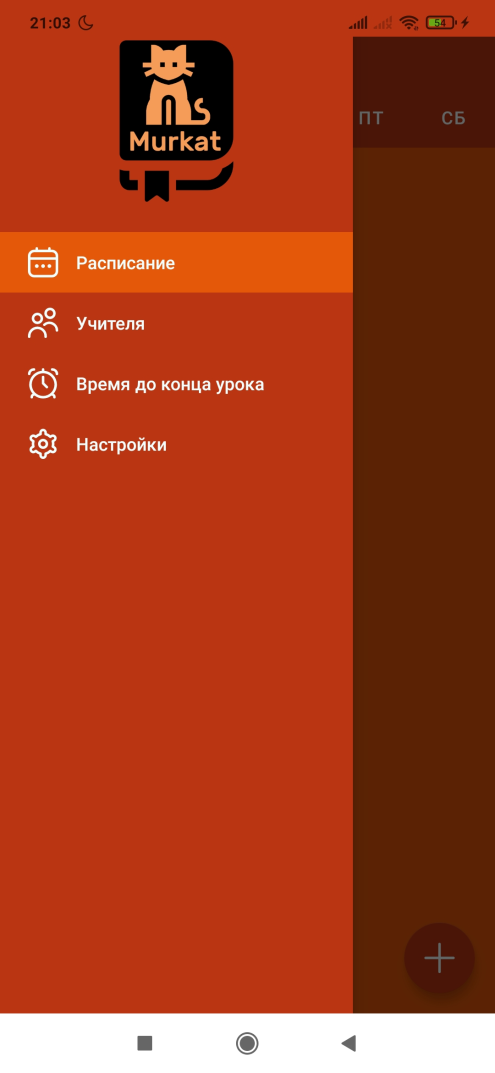 21:03
54
Murkat
ПТ СБ
Расписание
Учителя
Время до конца урока
Настройки